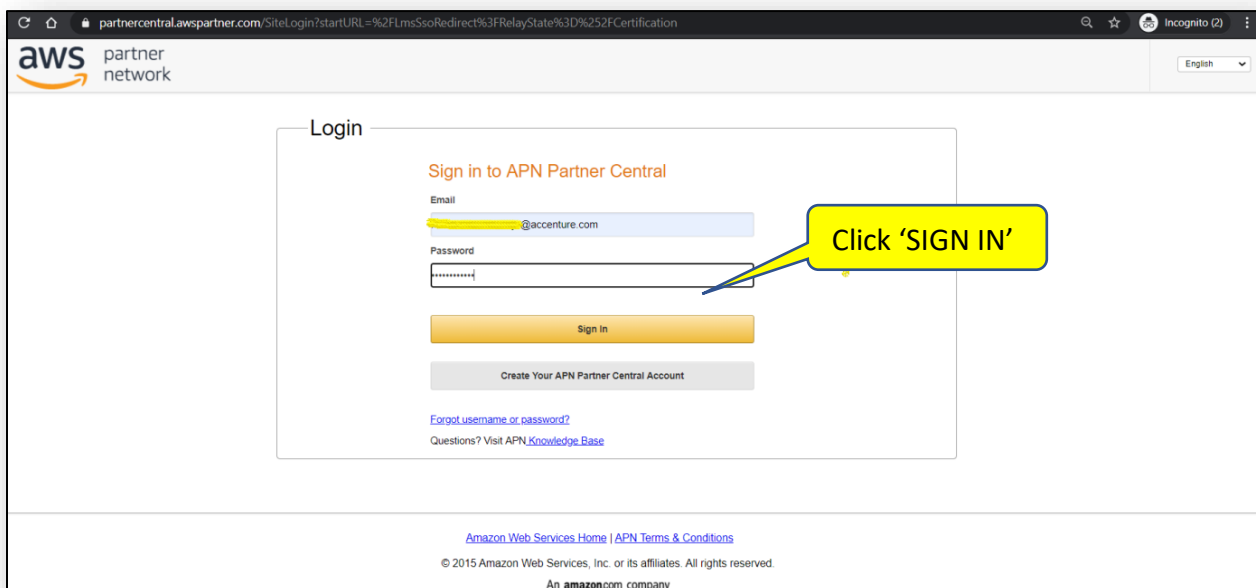 partnercentral.awspartner.com/SiteLogin?startURL=%2FLmsSsoRedirect%3FRelayState%3D%252FCertification
Incognito (2)
aws partner
network
English
Login
Sign in to APN Partner Central
Email
@accenture.com
Click ‘SIGN IN’
Password
Sign In
Create Your APN Partner Central Account
Forgot username or password?
Questions? Visit APN Knowledge Base
Amazon Web Services Home | APN Terms & Conditions
© 2015 Amazon Web Services, Inc. or its affiliates. All rights reserved.
An amazon.com company